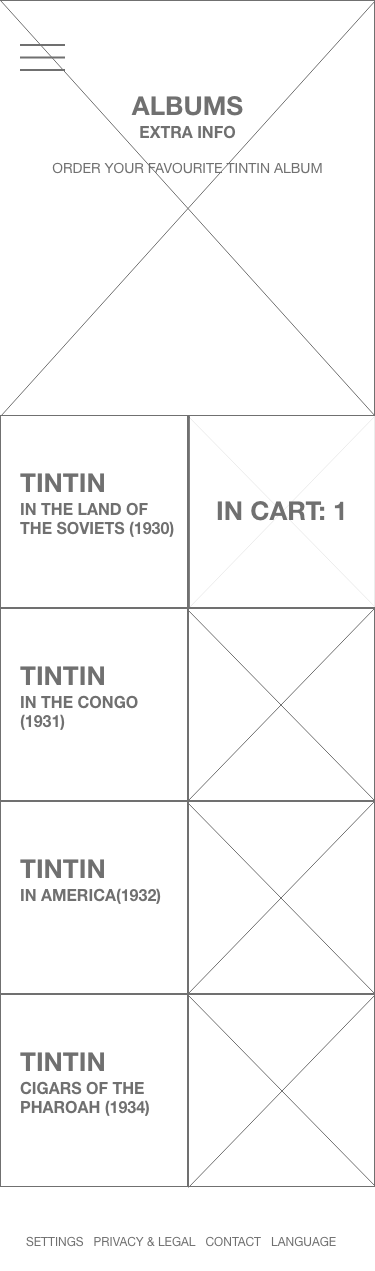 ALBUMS
EXTRA INFO
ORDER YOUR FAVOURITE TINTIN ALBUM
TINTIN
IN THE LAND OF
THE SOVIETS (1930)
IN CART: 1
TINTIN
IN THE CONGO
(1931)
TINTIN
IN AMERICA(1932)
TINTIN
CIGARS OF THE
PHAROAH (1934)
SETTINGS PRIVACY & LEGAL CONTACT LANGUAGE